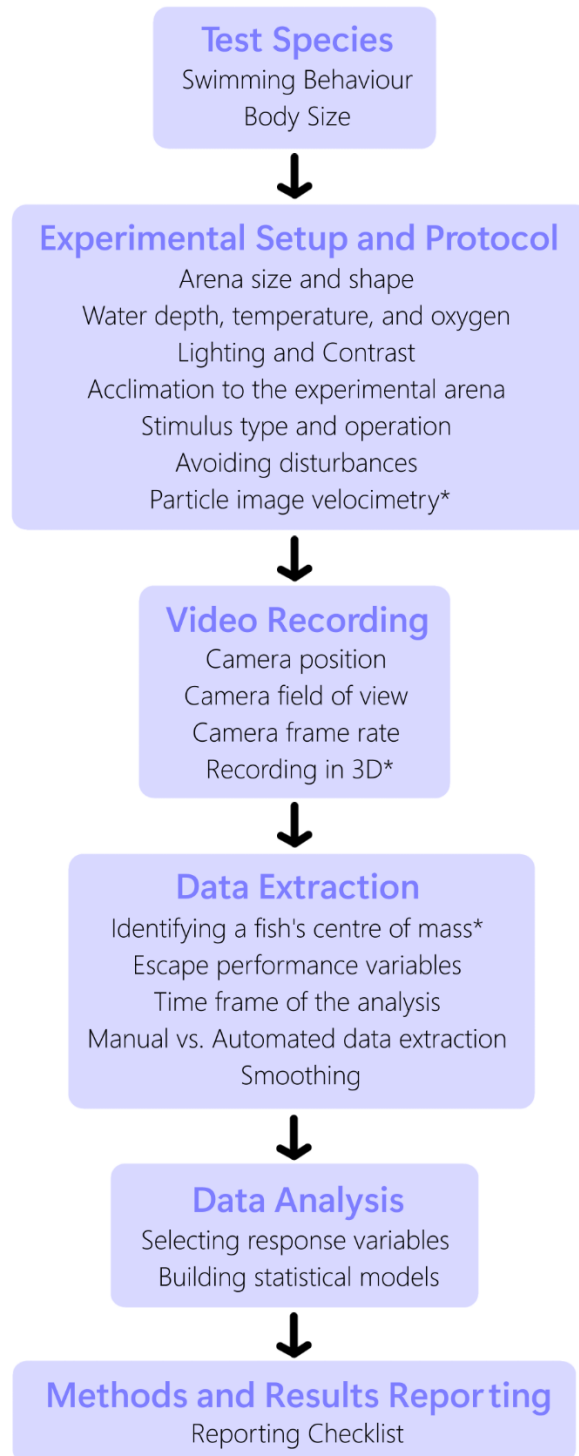 Test Species
Swimming Behaviour
Body Size
Experimental Setup and Protocol
Arena size and shape
Water depth, temperature, and oxygen
Lighting and Contrast
Acclimation to the experimental arena
Stimulus type and operation
Avoiding disturbances
Particle image velocimetry*
Video Recording
Camera position
Camera field of view
Camera frame rate
Recording in 3D*
Data Extraction
Identifying a fish's centre of mass*
Escape performance variables
Time frame of the analysis
Manual vs. Automated data extraction
Smoothing
Data Analysis
Selecting response variables
Building statistical models
Methods and Results Reporting
Reporting Checklist